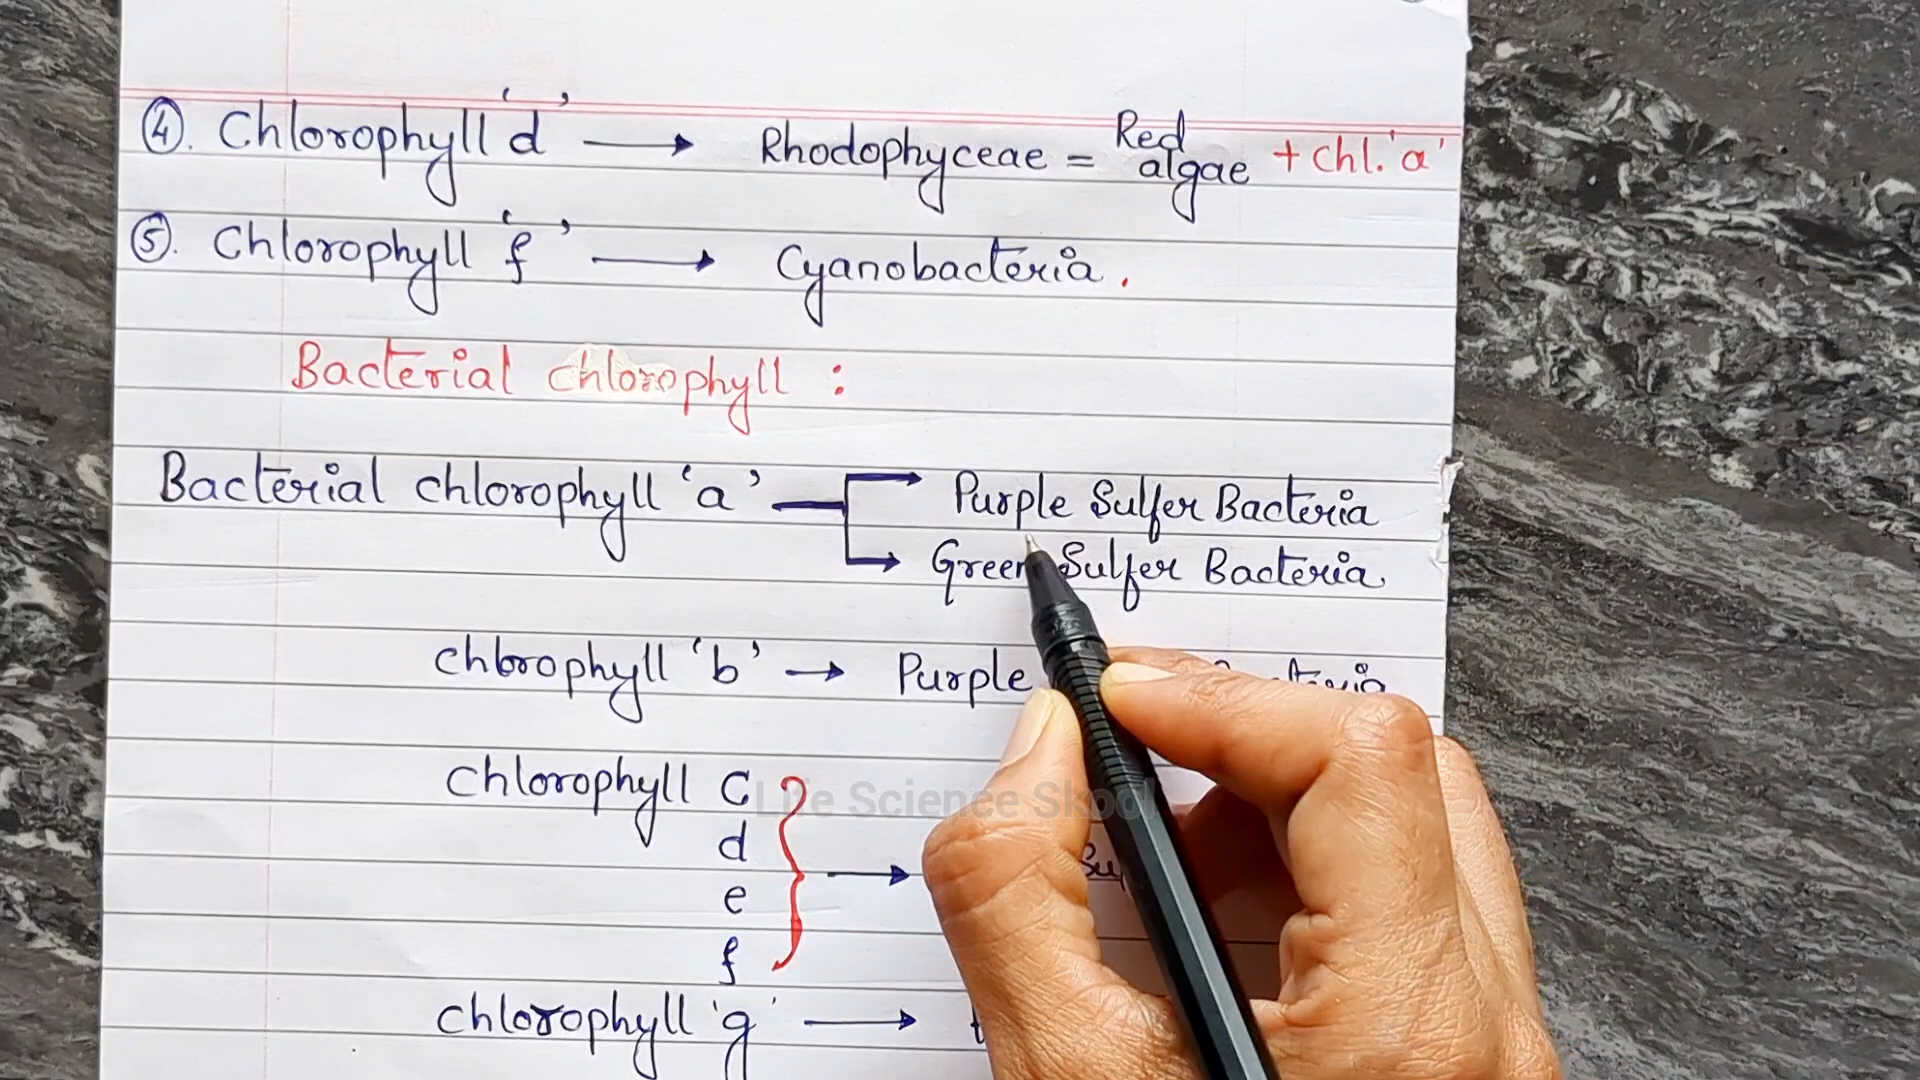 ④. Chlorophyll 'd' → Rhodophyceae = Red algae + chl. 'a'
⑤. Chlorophyll 'f' → Cyanobacteria.
Bacterial chlorophyll :
Bacterial chlorophyll 'a' → Purple Sulfer Bacteria
→ Green Sulfer Bacteria
chlorophyll 'b' → Purple
chlorophyll c
d
e
f
→
chlorophyll 'g' →
Life Science Skool